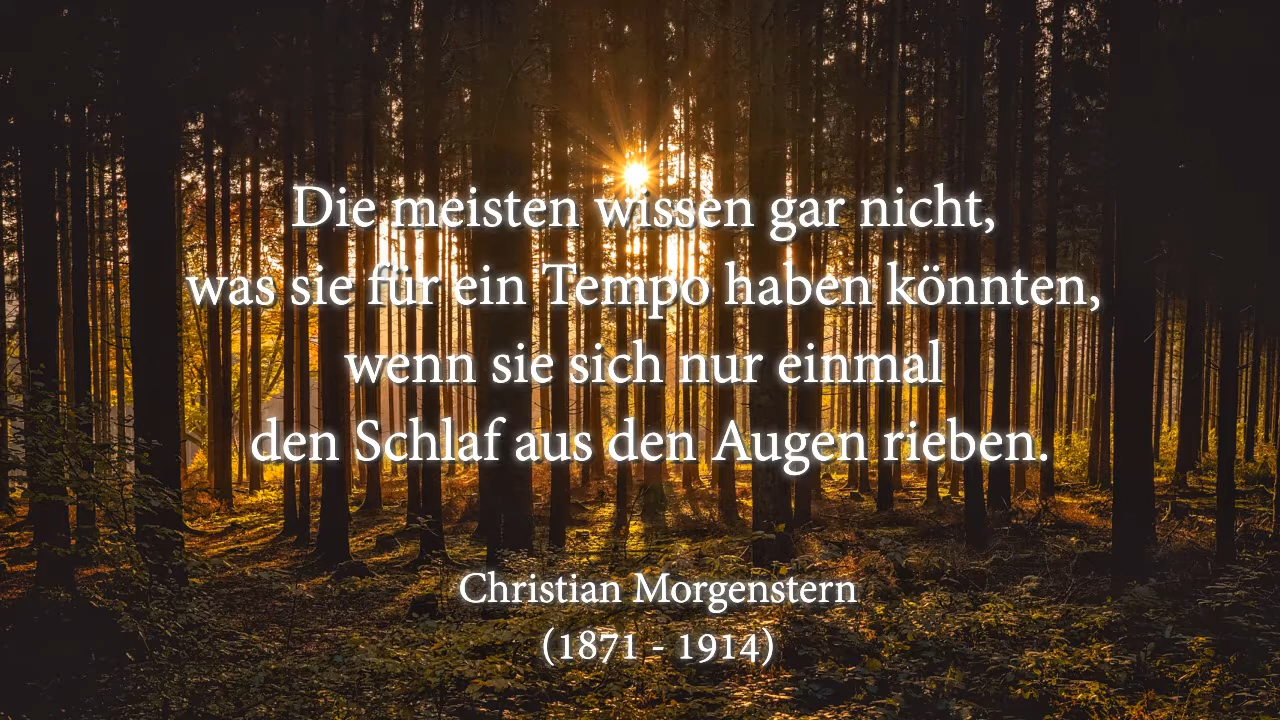 Die meisten wissen gar nicht,
was sie für ein Tempo haben könnten,
wenn sie sich nur einmal
den Schlaf aus den Augen rieben.
Christian Morgenstern
(1871 - 1914)